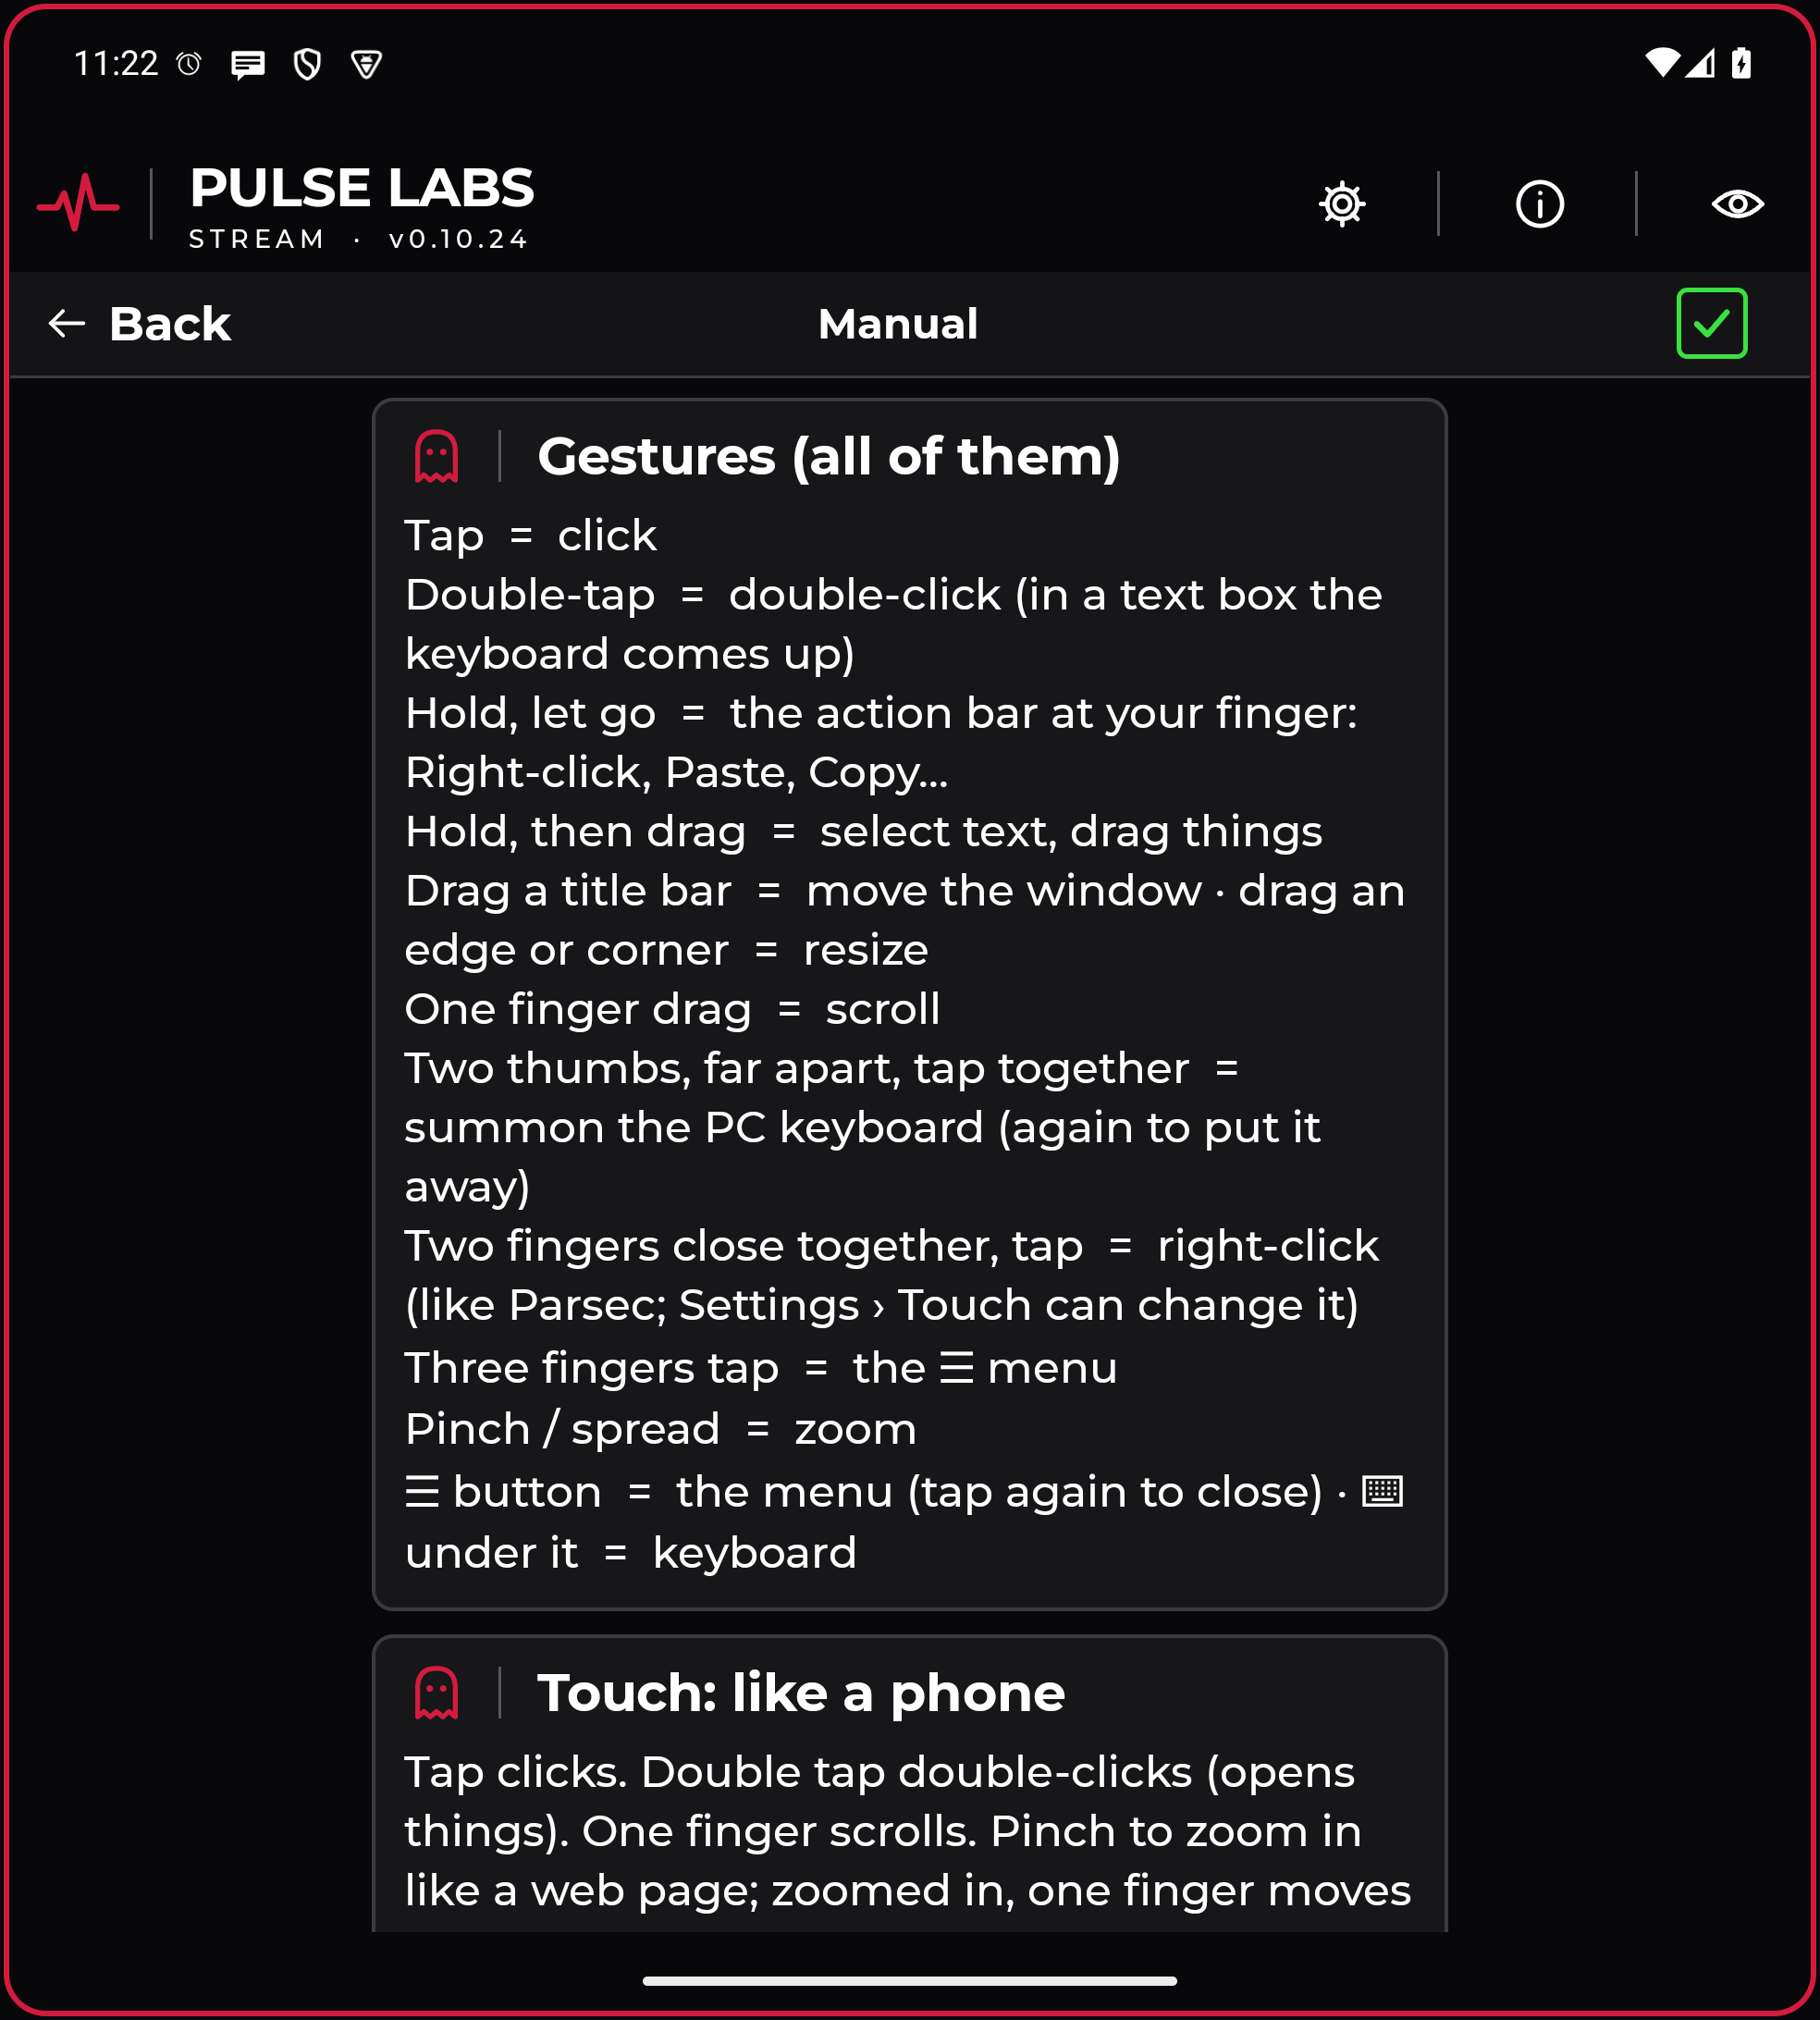 11:22
PULSE LABS
STREAM · v0.10.24
← Back
Manual
Gestures (all of them)
Tap = click
Double-tap = double-click (in a text box the
keyboard comes up)
Hold, let go = the action bar at your finger:
Right-click, Paste, Copy...
Hold, then drag = select text, drag things
Drag a title bar = move the window · drag an
edge or corner = resize
One finger drag = scroll
Two thumbs, far apart, tap together =
summon the PC keyboard (again to put it
away)
Two fingers close together, tap = right-click
(like Parsec; Settings › Touch can change it)
Three fingers tap = the ☰ menu
Pinch / spread = zoom
☰ button = the menu (tap again to close) · ⌨
under it = keyboard
Touch: like a phone
Tap clicks. Double tap double-clicks (opens
things). One finger scrolls. Pinch to zoom in
like a web page; zoomed in, one finger moves